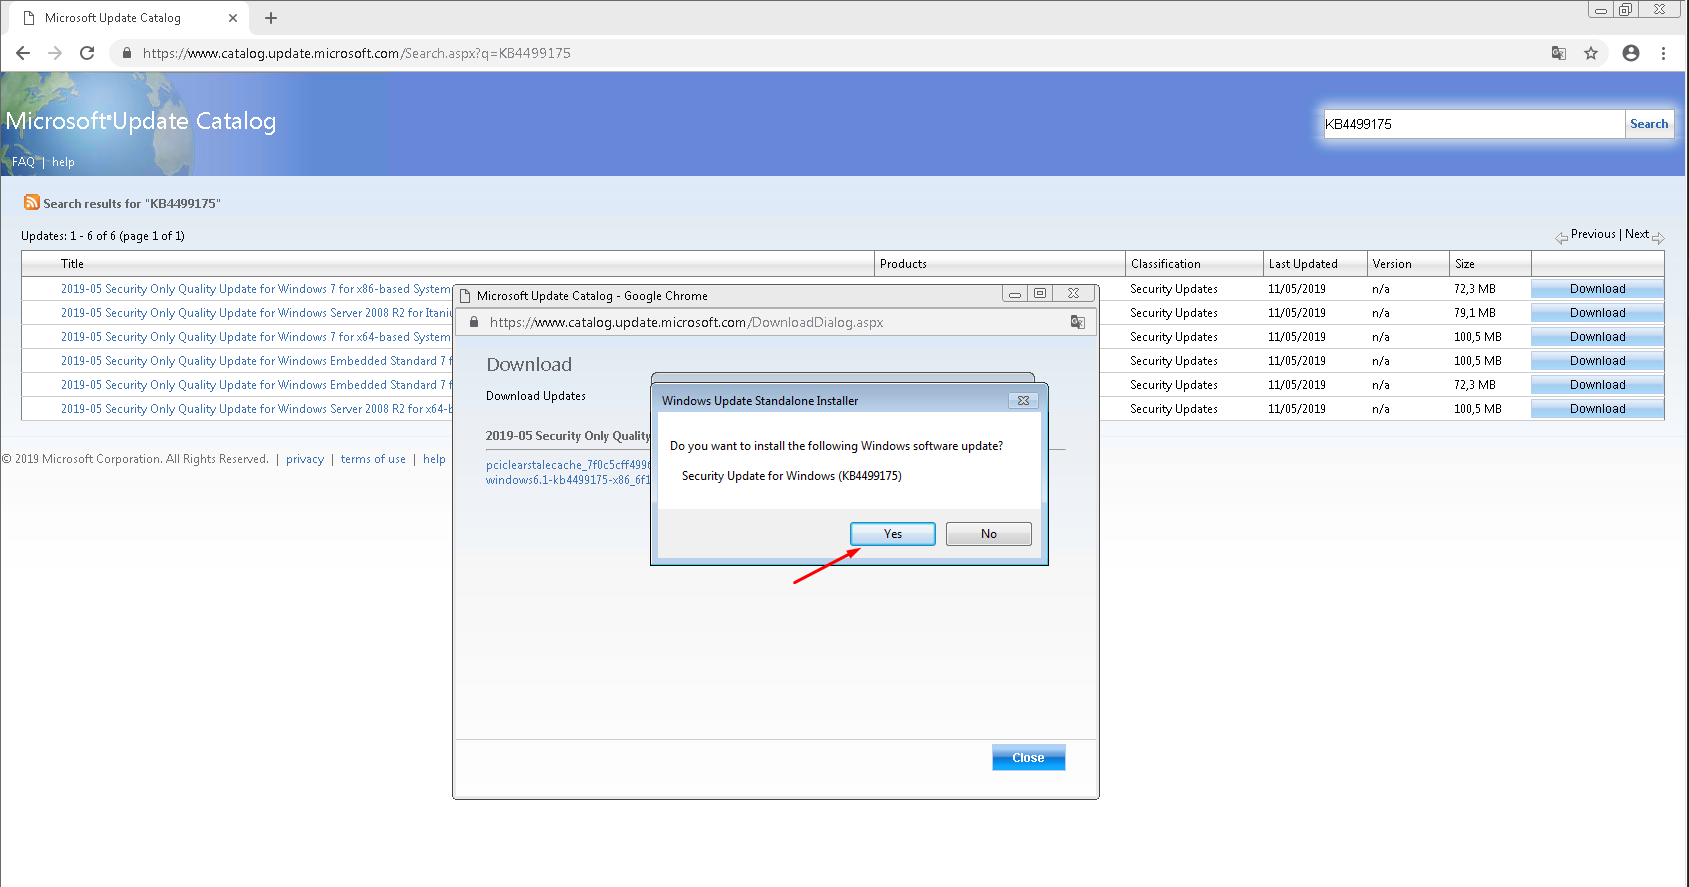 Microsoft Update Catalog
https://www.catalog.update.microsoft.com/Search.aspx?q=KB4499175
Microsoft®Update Catalog
KB4499175
Search
FAQ | help
Search results for "KB4499175"
Updates: 1 - 6 of 6 (page 1 of 1)
Previous | Next
Title Products Classification Last Updated Version Size
2019-05 Security Only Quality Update for Windows 7 for x86-based System Security Updates 11/05/2019 n/a 72,3 MB Download
2019-05 Security Only Quality Update for Windows Server 2008 R2 for Itaniu Security Updates 11/05/2019 n/a 79,1 MB Download
2019-05 Security Only Quality Update for Windows 7 for x64-based System Security Updates 11/05/2019 n/a 100,5 MB Download
2019-05 Security Only Quality Update for Windows Embedded Standard 7 f Security Updates 11/05/2019 n/a 100,5 MB Download
2019-05 Security Only Quality Update for Windows Embedded Standard 7 f Security Updates 11/05/2019 n/a 72,3 MB Download
2019-05 Security Only Quality Update for Windows Server 2008 R2 for x64-b Security Updates 11/05/2019 n/a 100,5 MB Download
© 2019 Microsoft Corporation. All Rights Reserved. | privacy | terms of use | help
Microsoft Update Catalog - Google Chrome
https://www.catalog.update.microsoft.com/DownloadDialog.aspx
Download
Download Updates
2019-05 Security Only Quality
pciclearstalecache_7f0c5cff4996
windows6.1-kb4499175-x86_6f1
Windows Update Standalone Installer
Do you want to install the following Windows software update?
Security Update for Windows (KB4499175)
Yes No
Close